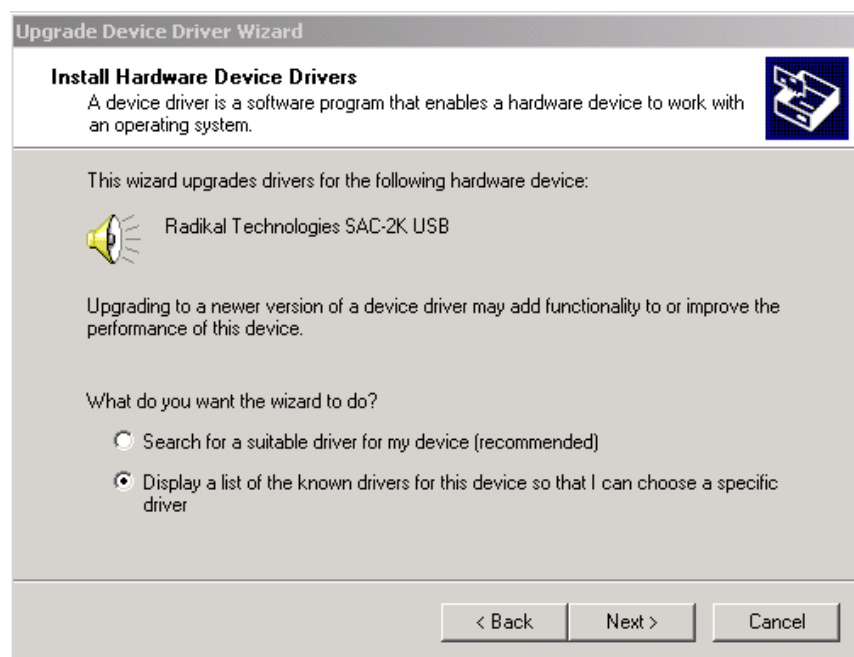 Upgrade Device Driver Wizard
Install Hardware Device Drivers
A device driver is a software program that enables a hardware device to work with
an operating system.
This wizard upgrades drivers for the following hardware device:
Radikal Technologies SAC-2K USB
Upgrading to a newer version of a device driver may add functionality to or improve the
performance of this device.
What do you want the wizard to do?
Search for a suitable driver for my device (recommended)
Display a list of the known drivers for this device so that I can choose a specific
driver
< Back
Next >
Cancel